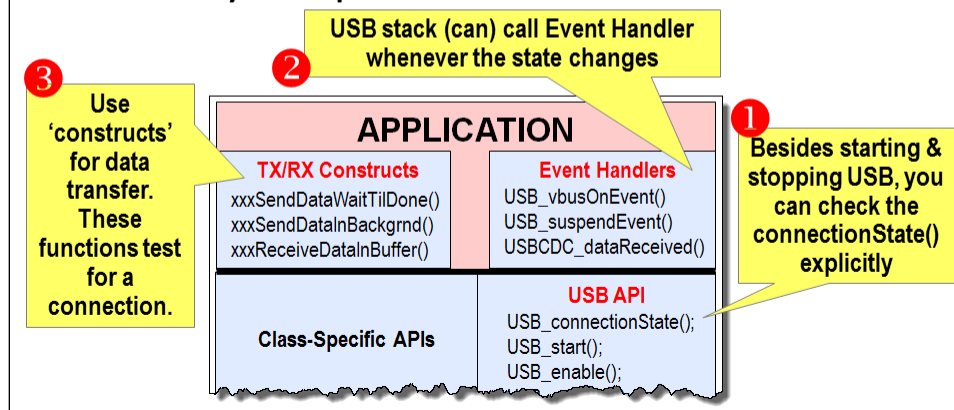 USB stack (can) call Event Handler
whenever the state changes
2
3
Use
‘constructs’
for data
transfer.
These
functions test
for a
connection.
1
Besides starting &
stopping USB, you
can check the
connectionState()
explicitly
APPLICATION
TX/RX Constructs
xxxSendDataWaitTilDone()
xxxSendDataInBackgrnd()
xxxReceiveDataInBuffer()
Event Handlers
USB_vbusOnEvent()
USB_suspendEvent()
USBCDC_dataReceived()
Class-Specific APIs
USB API
USB_connectionState();
USB_start();
USB_enable();